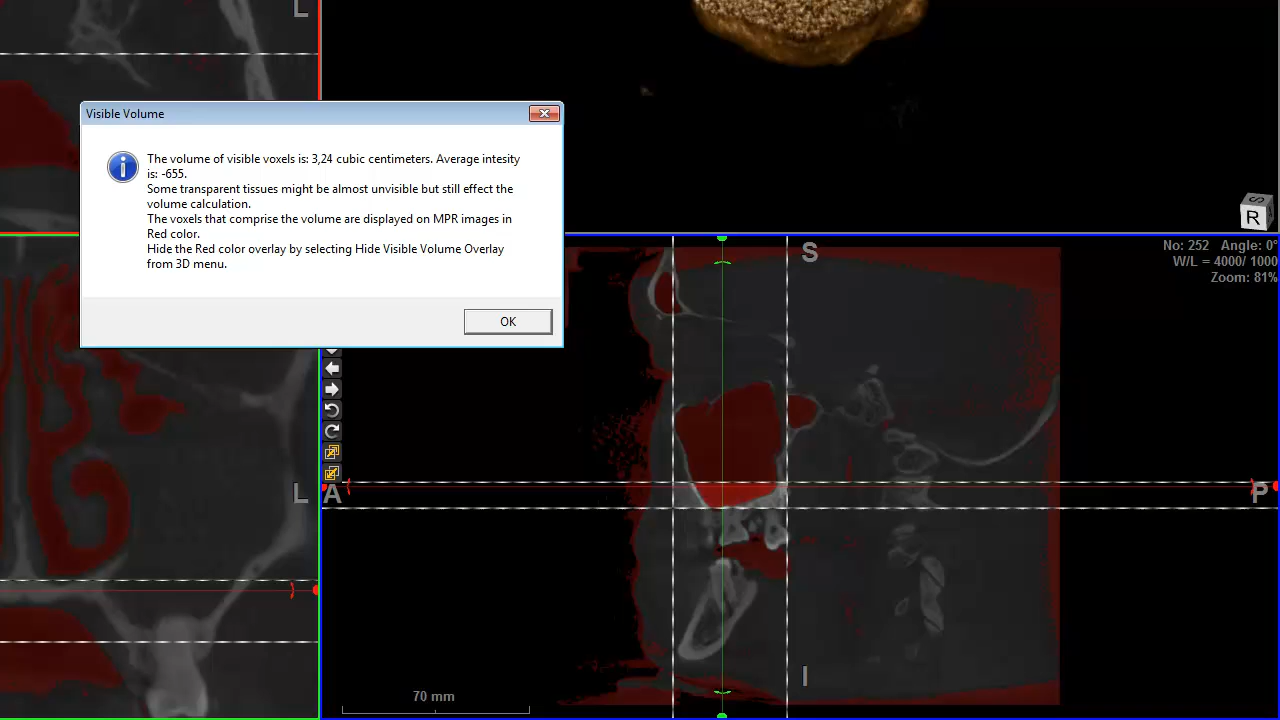 L
Visible Volume
The volume of visible voxels is: 3,24 cubic centimeters. Average intesity
is: -655.
Some transparent tissues might be almost unvisible but still effect the
volume calculation.
The voxels that comprise the volume are displayed on MPR images in
Red color.
Hide the Red color overlay by selecting Hide Visible Volume Overlay
from 3D menu.
OK
S
R
S
No: 252 Angle: 0°
W/L = 4000/ 1000
Zoom: 81%
L
A
P
I
70 mm